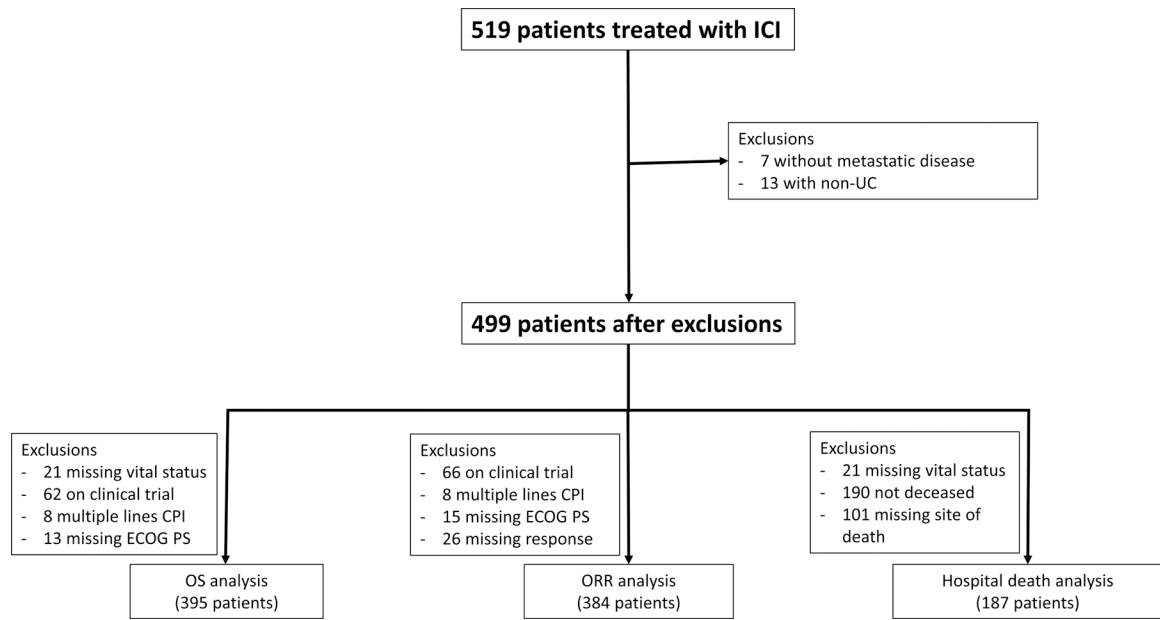 519 patients treated with ICI
Exclusions
- 7 without metastatic disease
- 13 with non-UC
499 patients after exclusions
Exclusions
- 21 missing vital status
- 62 on clinical trial
- 8 multiple lines CPI
- 13 missing ECOG PS
Exclusions
- 66 on clinical trial
- 8 multiple lines CPI
- 15 missing ECOG PS
- 26 missing response
Exclusions
- 21 missing vital status
- 190 not deceased
- 101 missing site of
death
OS analysis
(395 patients)
ORR analysis
(384 patients)
Hospital death analysis
(187 patients)